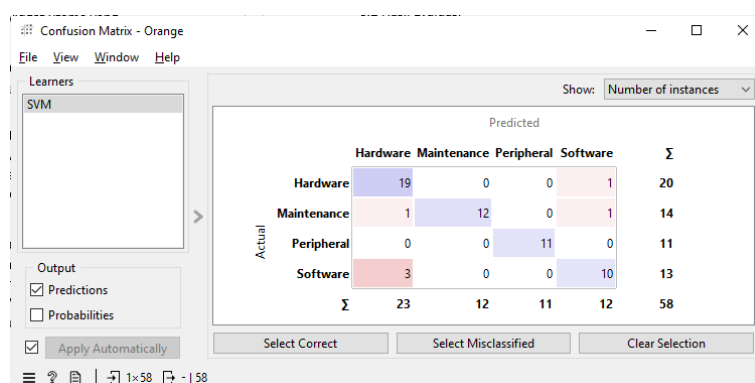 Confusion Matrix - Orange
File View Window Help
Learners
SVM
Show: Number of instances
Predicted
Hardware Maintenance Peripheral Software Σ
Hardware 19 0 0 1 20
Maintenance 1 12 0 1 14
Actual
Peripheral 0 0 11 0 11
Software 3 0 0 10 13
Σ 23 12 11 12 58
Output
Predictions
Probabilities
Apply Automatically
Select Correct Select Misclassified Clear Selection
1×58 - | 58